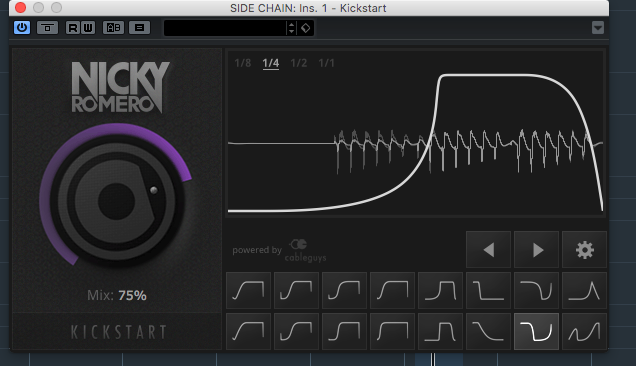 SIDE CHAIN: Ins. 1 - Kickstart
R W
AB
NICKY
ROMERO
1/8 1/4 1/2 1/1
Mix: 75%
powered by cableguys
KICKSTART